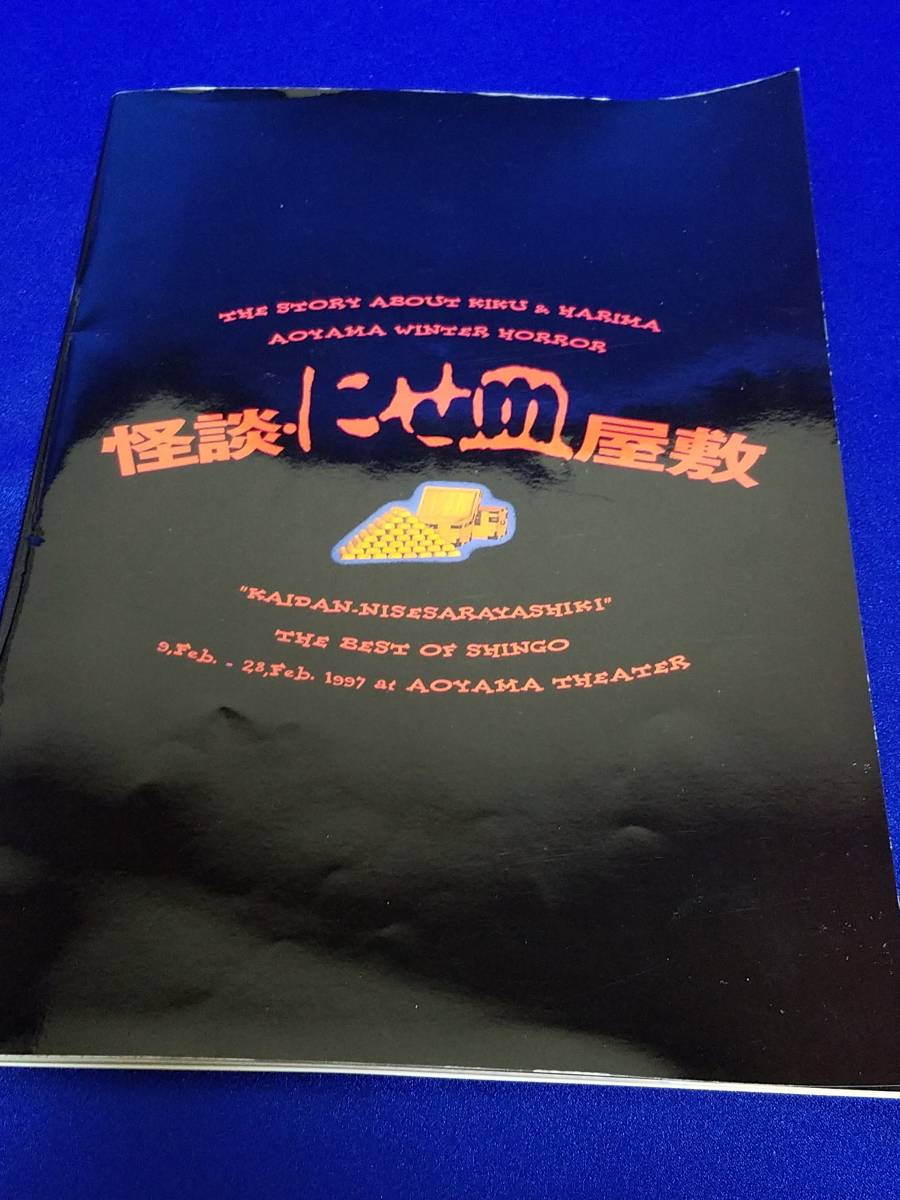 THE STORY ABOUT KIKU & HARIMA
AOYAMA WINTER HORROR
怪談・にせ皿屋敷
"KAIDAN-NISESARAYASHIKI"
THE BEST OF SHINGO
9,Feb. - 28,Feb. 1997 at AOYAMA THEATER